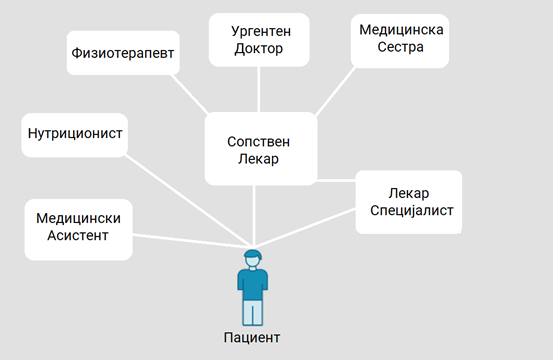 Ургентен
Доктор
Медицинска
Сестра
Физиотерапевт
Нутриционист
Сопствен
Лекар
Лекар
Специјалист
Медицински
Асистент
Пациент